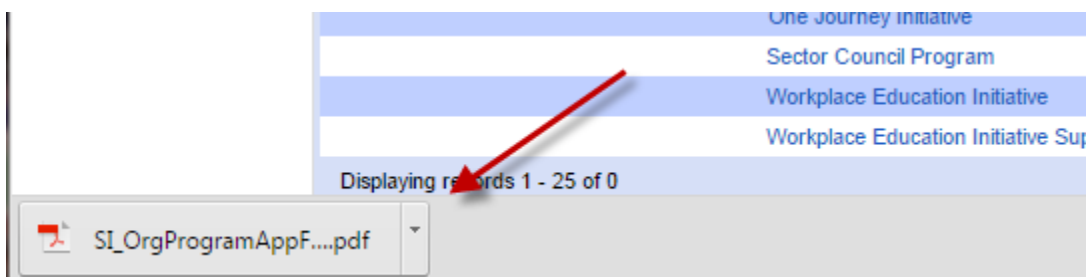 One Journey Initiative
Sector Council Program
Workplace Education Initiative
Workplace Education Initiative Sup
Displaying records 1 - 25 of 0
SI_OrgProgramAppF....pdf